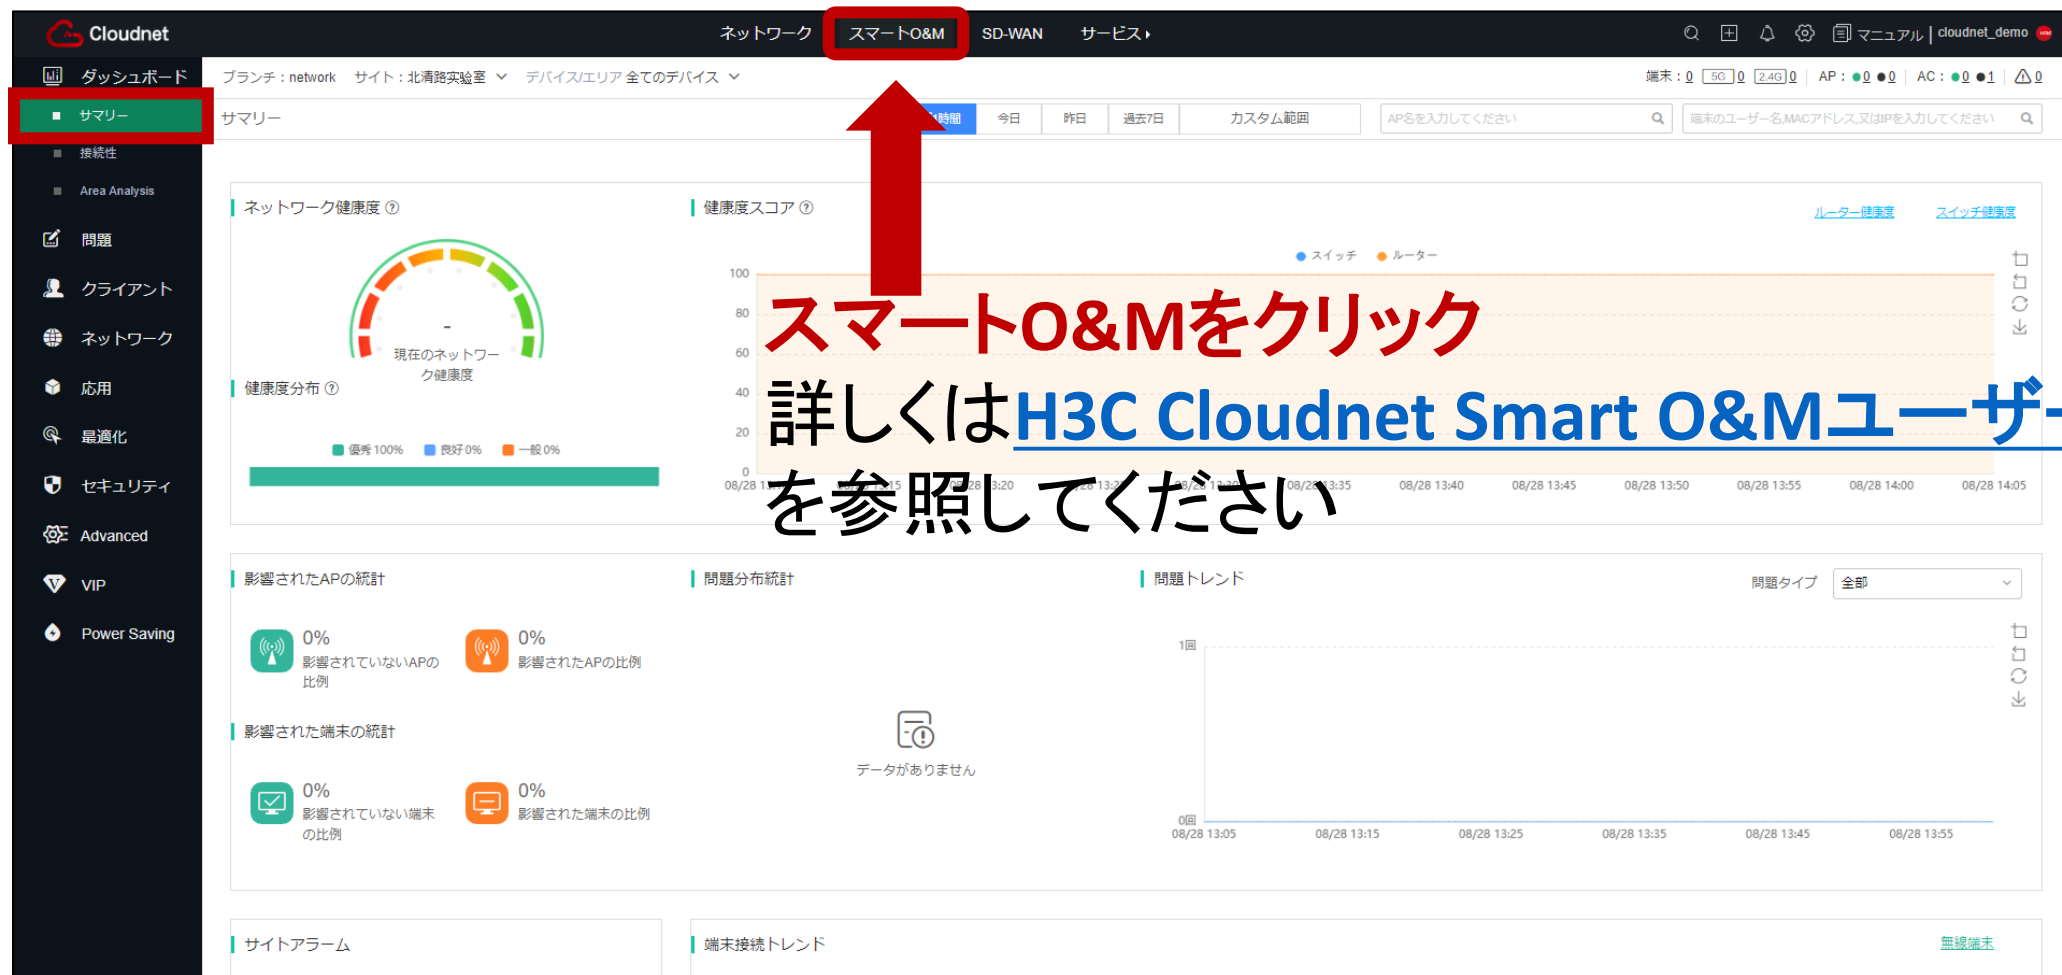 Cloudnet
ネットワーク スマートO&M SD-WAN サービス
マニュアル | cloudnet_demo
ダッシュボード
ブランチ：network サイト：北清路实验室 デバイス/エリア 全てのデバイス
端末：0 5G 0 2.4G 0 AP：0 0 AC：0 1 0
サマリー
サマリー
時間 今日 昨日 過去7日 カスタム範囲
AP名を入力してください
端末のユーザー名,MACアドレス,又はIPを入力してください
接続性
Area Analysis
問題
クライアント
ネットワーク
応用
最適化
セキュリティ
Advanced
VIP
Power Saving
ネットワーク健康度
-
現在のネットワー
ク健康度
健康度分布
優秀100% 良好0% 一般0%
健康度スコア
ルーター健康度 スイッチ健康度
スイッチ ルーター
100
80
60
40
20
0
08/28 13:35 08/28 13:40 08/28 13:45 08/28 13:50 08/28 13:55 08/28 14:00 08/28 14:05
スマートO&Mをクリック
詳しくはH3C Cloudnet Smart O&Mユーザー
を参照してください
影響されたAPの統計
0%
影響されていないAPの
比例
0%
影響されたAPの比例
影響された端末の統計
0%
影響されていない端末
の比例
0%
影響された端末の比例
問題分布統計
データがありません
問題トレンド
問題タイプ 全部
1回
0回
08/28 13:05 08/28 13:15 08/28 13:25 08/28 13:35 08/28 13:45 08/28 13:55
サイトアラーム
端末接続トレンド
無線端末